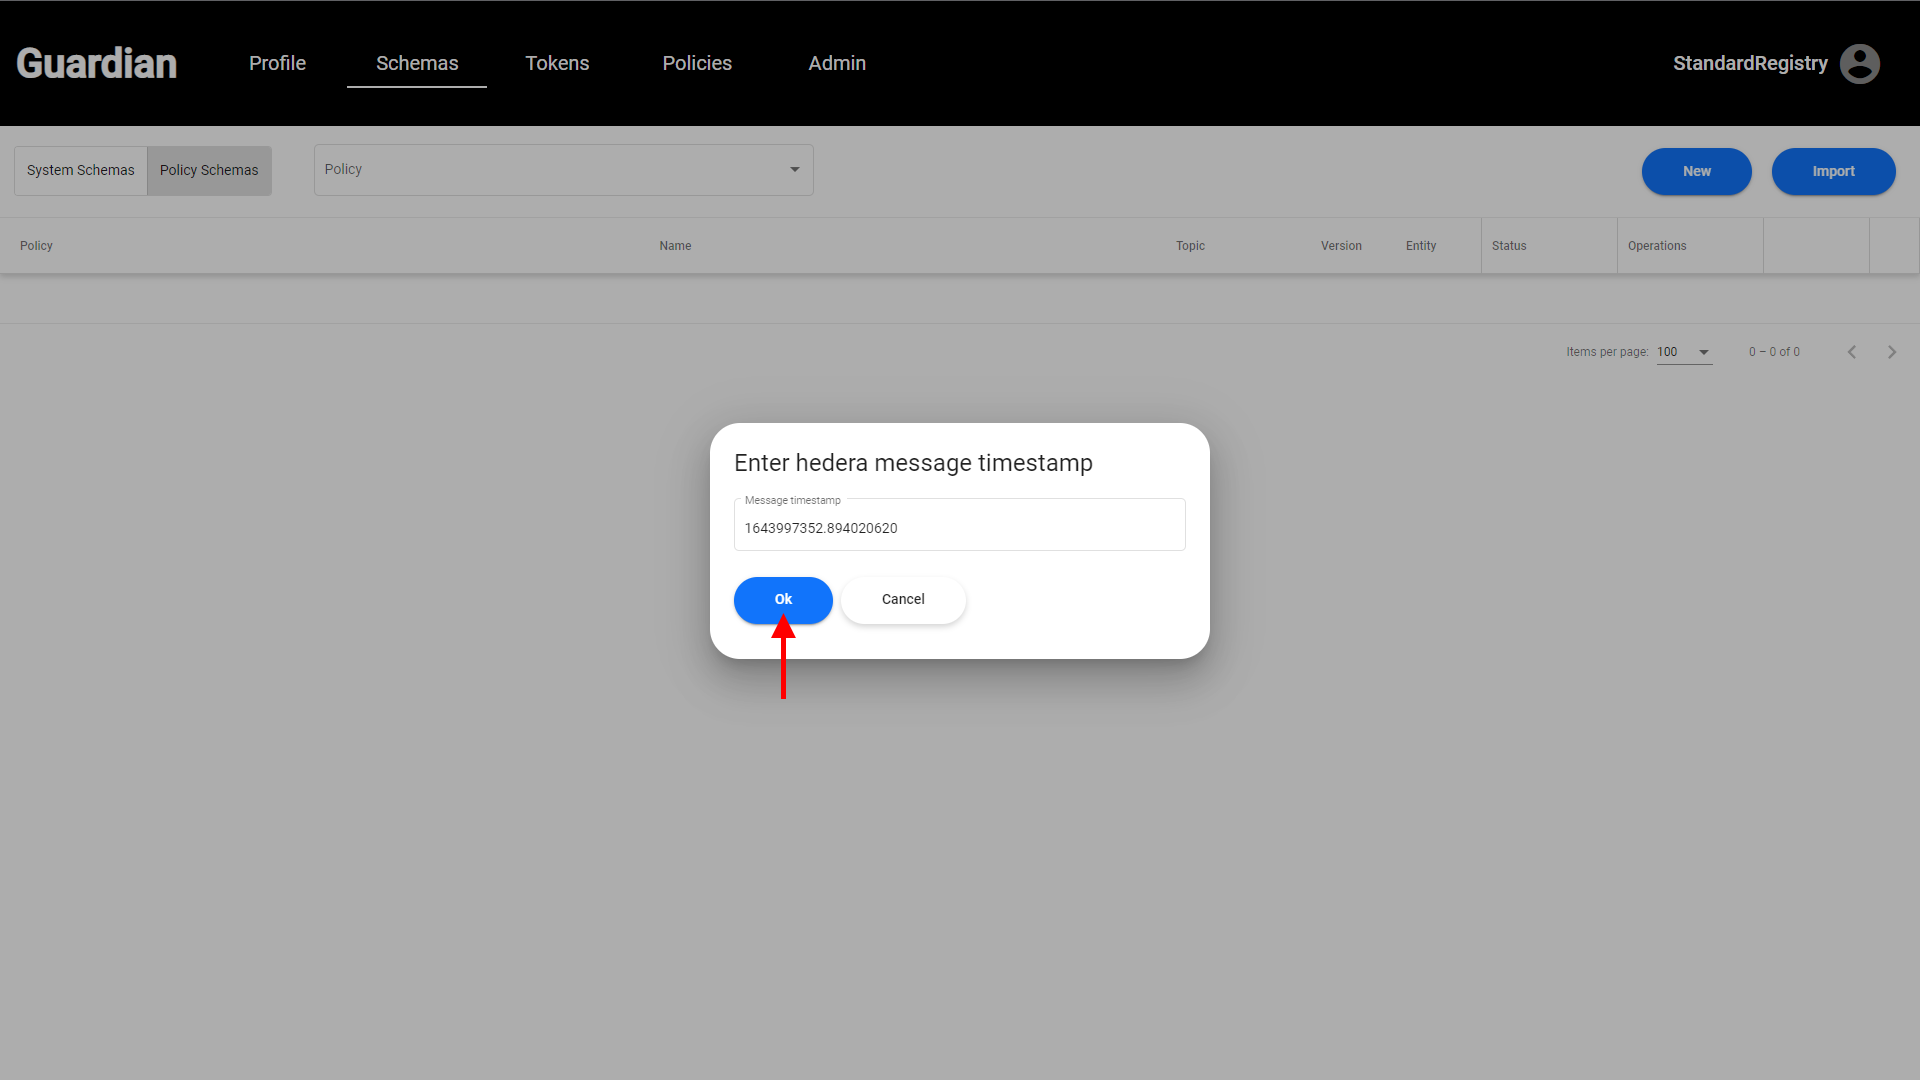 Guardian
Profile
Schemas
Tokens
Policies
Admin
StandardRegistry
System Schemas
Policy Schemas
Policy
New
Import
Policy
Name
Topic
Version
Entity
Status
Operations
Items per page:
100
0 – 0 of 0
Enter hedera message timestamp
Message timestamp
1643997352.894020620
Ok
Cancel